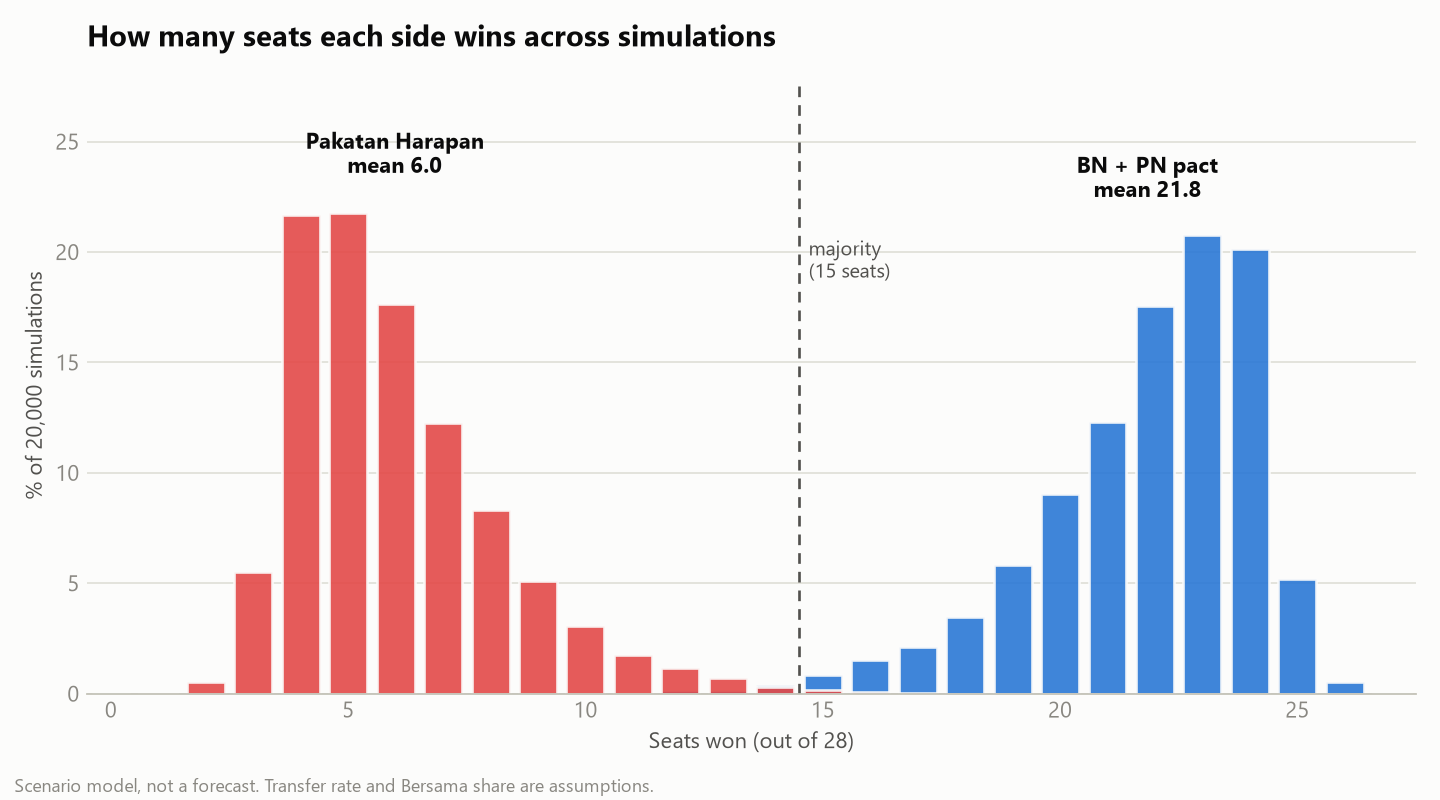 How many seats each side wins across simulations
Pakatan Harapan
mean 6.0
BN + PN pact
mean 21.8
majority
(15 seats)
% of 20,000 simulations
25
20
15
10
5
0
0
5
10
15
20
25
Seats won (out of 28)
Scenario model, not a forecast. Transfer rate and Bersama share are assumptions.